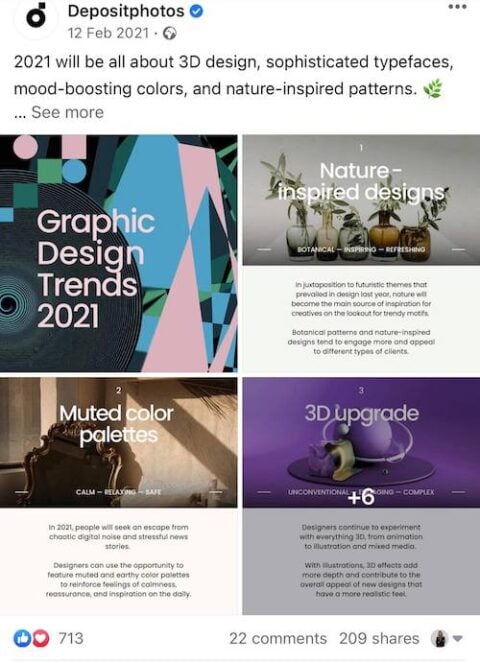 Depositphotos
12 Feb 2021 ·
2021 will be all about 3D design, sophisticated typefaces,
mood-boosting colors, and nature-inspired patterns. 🌿
... See more
Graphic
Design
Trends
2021
1
Nature-
inspired designs
BOTANICAL — INSPIRING — REFRESHING
In juxtaposition to futuristic themes that
prevailed in design last year, nature will
become the main source of inspiration for
creatives on the lookout for trendy motifs.
Botanical patterns and nature-inspired
designs tend to engage more and appeal
to different types of clients.
2
Muted color
palettes
CALM — RELAXING — SAFE
In 2021, people will seek an escape from
chaotic digital noise and stressful news
stories.
Designers can use the opportunity to
feature muted and earthy color palettes
to reinforce feelings of calmness,
reassurance, and inspiration on the daily.
3
3D upgrade
UNCONVENTIONAL — — COMPLEX
+6
Designers continue to experiment
with everything 3D, from animation
to illustration and mixed media.
With illustrations, 3D effects add
more depth and contribute to the
overall appeal of new designs that
have a more realistic feel.
713
22 comments 209 shares